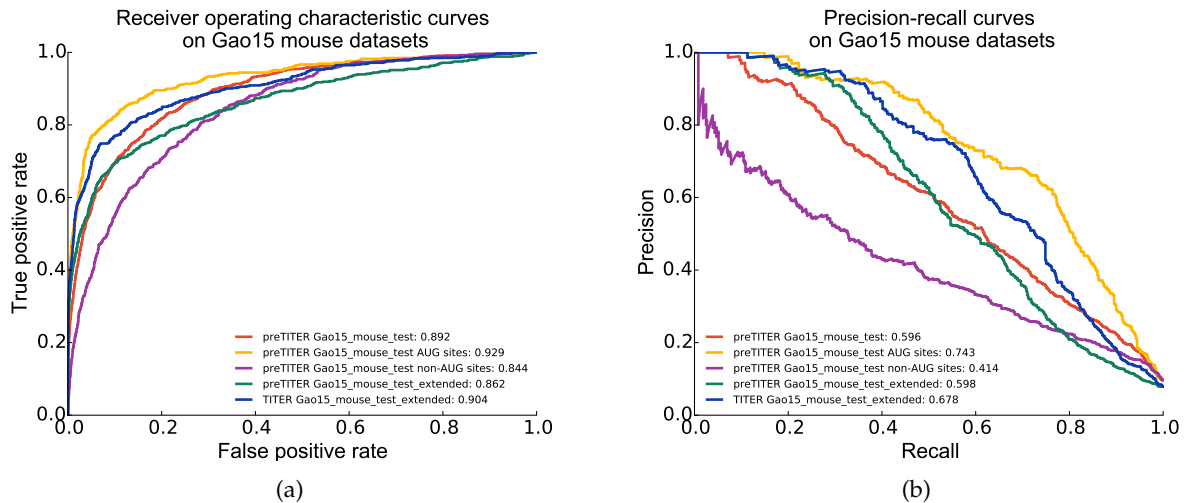 Receiver operating characteristic curves
on Gao15 mouse datasets
1.0
0.8
0.6
0.4
0.2
0.0
True positive rate
preTITER Gao15_mouse_test: 0.892
preTITER Gao15_mouse_test AUG sites: 0.929
preTITER Gao15_mouse_test non-AUG sites: 0.844
preTITER Gao15_mouse_test_extended: 0.862
TITER Gao15_mouse_test_extended: 0.904
0.0 0.2 0.4 0.6 0.8 1.0
False positive rate
(a)
Precision-recall curves
on Gao15 mouse datasets
1.0
0.8
0.6
0.4
0.2
0.0
Precision
preTITER Gao15_mouse_test: 0.596
preTITER Gao15_mouse_test AUG sites: 0.743
preTITER Gao15_mouse_test non-AUG sites: 0.414
preTITER Gao15_mouse_test_extended: 0.598
TITER Gao15_mouse_test_extended: 0.678
0.0 0.2 0.4 0.6 0.8 1.0
Recall
(b)